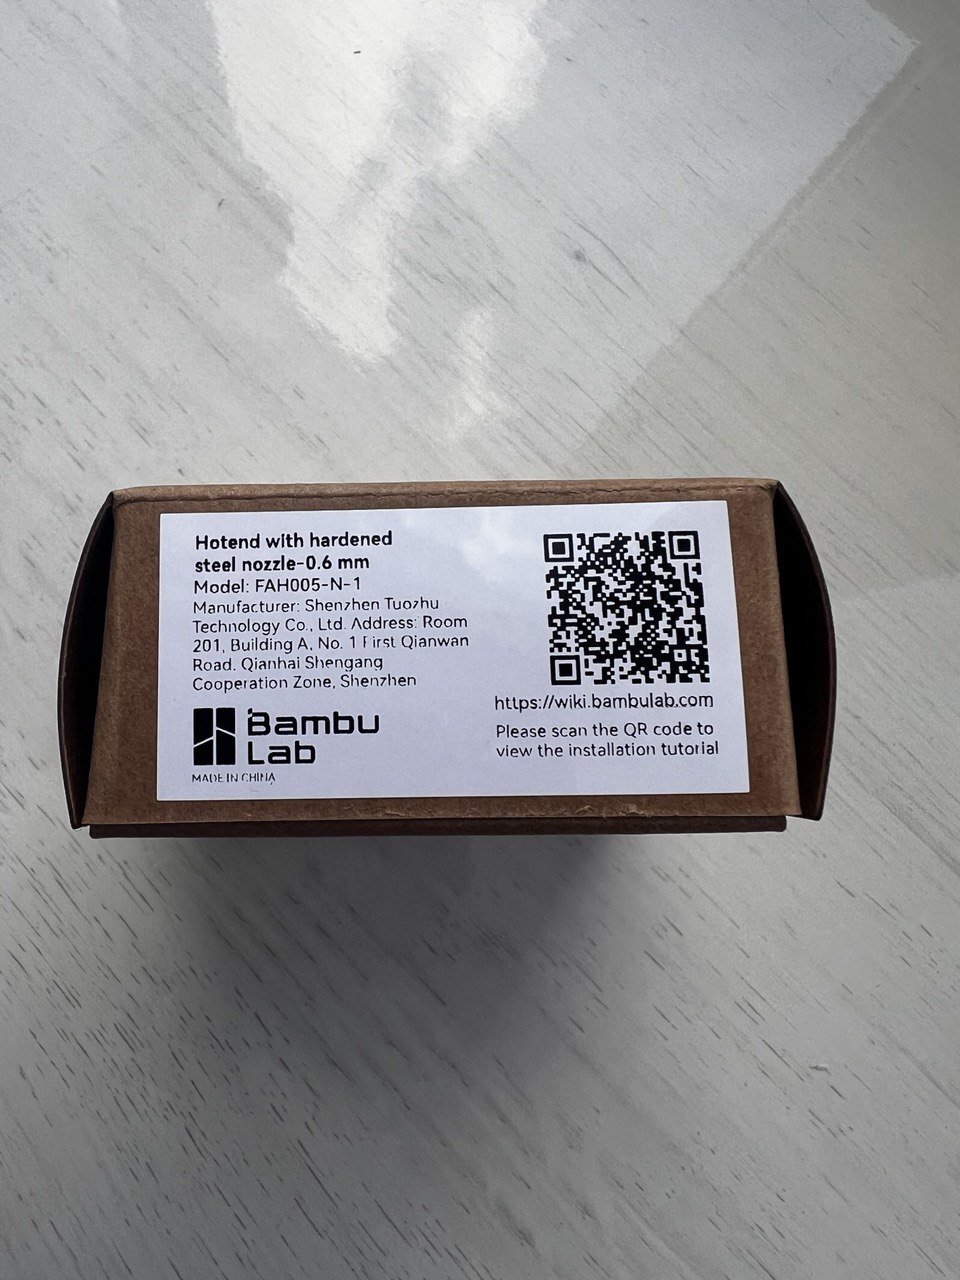 Hotend with hardened
steel nozzle-0.6 mm
Model: FAH005-N-1
Manufacturer: Shenzhen Tuozhu
Technology Co., Ltd. Address: Room
201, Building A, No. 1 First Qianwan
Road, Qianhai Shengang
Cooperation Zone, Shenzhen
Bambu
Lab
MADE IN CHINA
https://wiki.bambulab.com
Please scan the QR code to
view the installation tutorial